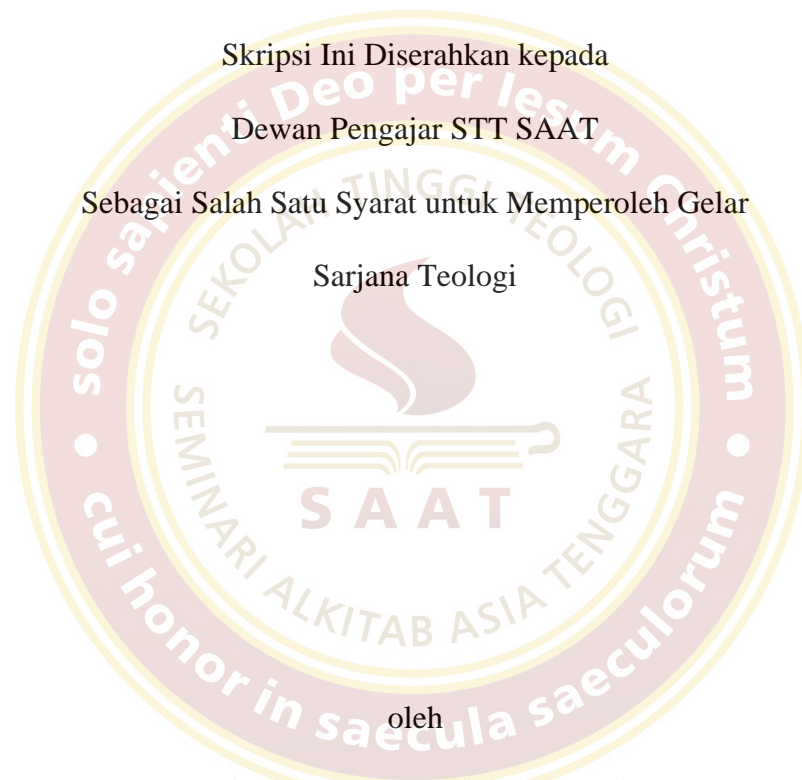 Skripsi Ini Diserahkan kepada
Dewan Pengajar STT SAAT
Sebagai Salah Satu Syarat untuk Memperoleh Gelar
Sarjana Teologi
solo sapienti Deo per Iesum Christum
SEKOLAH TINGGI TEOLOGI
SEMINARI ALKITAB ASIA TENGGARA
SAAT
cui honor in saecula saeculorum
oleh